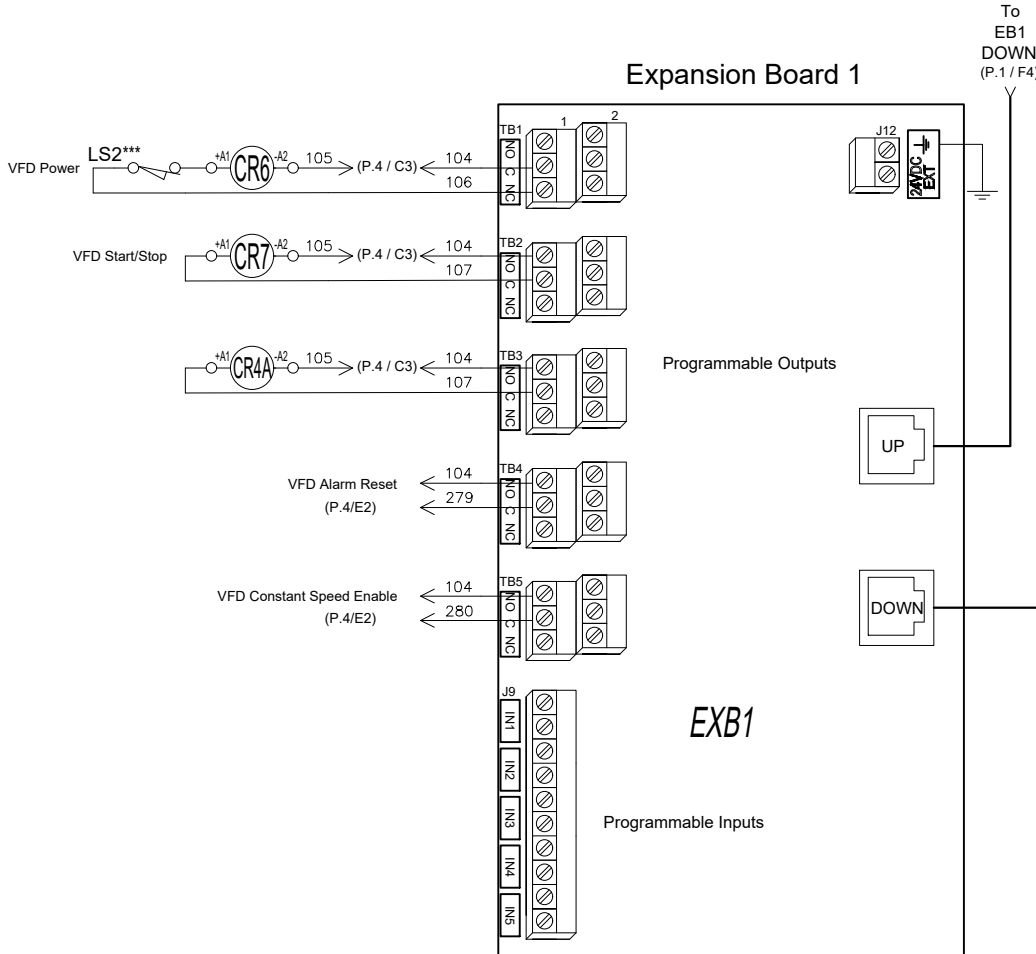 To
EB1
DOWN
(P.1 / F4)
Expansion Board 1
TB1
1
2
NO
C
NC
VFD Power
LS2***
+A1
CR6
-A2
105
(P.4 / C3)
104
106
J12
24VDC
EXT
TB2
NO
C
NC
VFD Start/Stop
+A1
CR7
-A2
105
(P.4 / C3)
104
107
TB3
NO
C
NC
+A1
CR4A
-A2
105
(P.4 / C3)
104
107
Programmable Outputs
UP
TB4
NO
C
NC
VFD Alarm Reset
(P.4/E2)
104
279
TB5
NO
C
NC
VFD Constant Speed Enable
(P.4/E2)
104
280
DOWN
J9
IN1
IN2
IN3
IN4
IN5
EXB1
Programmable Inputs